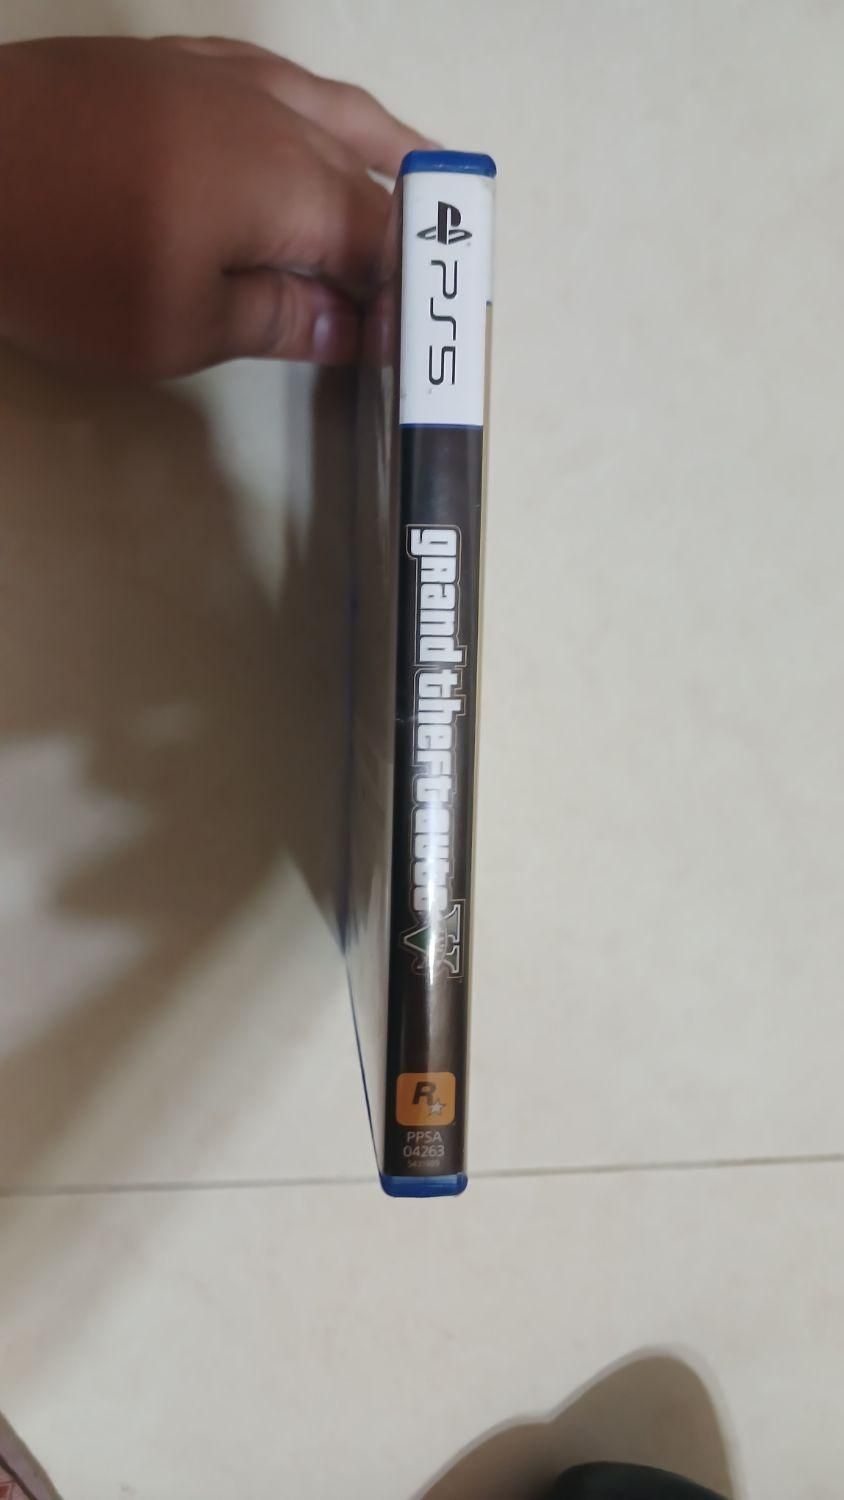 PS5
grand theft auto V
R
PPSA
04263